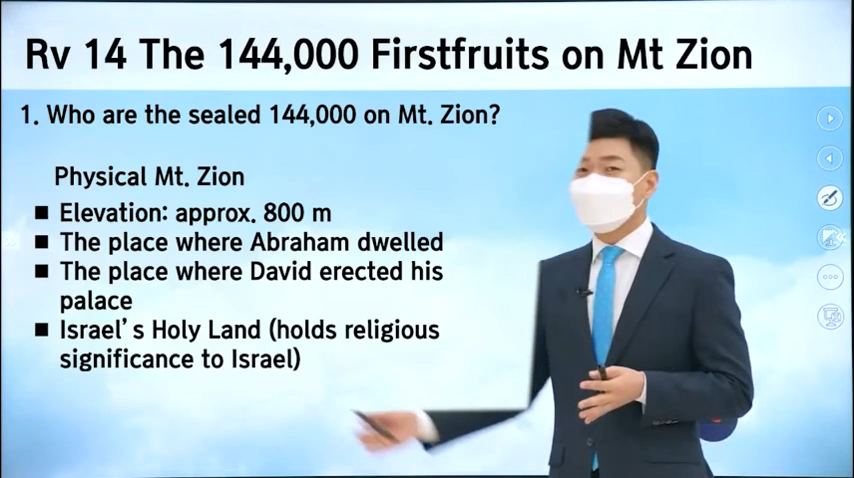 Rv 14 The 144,000 Firstfruits on Mt Zion
1. Who are the sealed 144,000 on Mt. Zion?
Physical Mt. Zion
■ Elevation: approx. 800 m
■ The place where Abraham dwelled
■ The place where David erected his
palace
■ Israel's Holy Land (holds religious
significance to Israel)